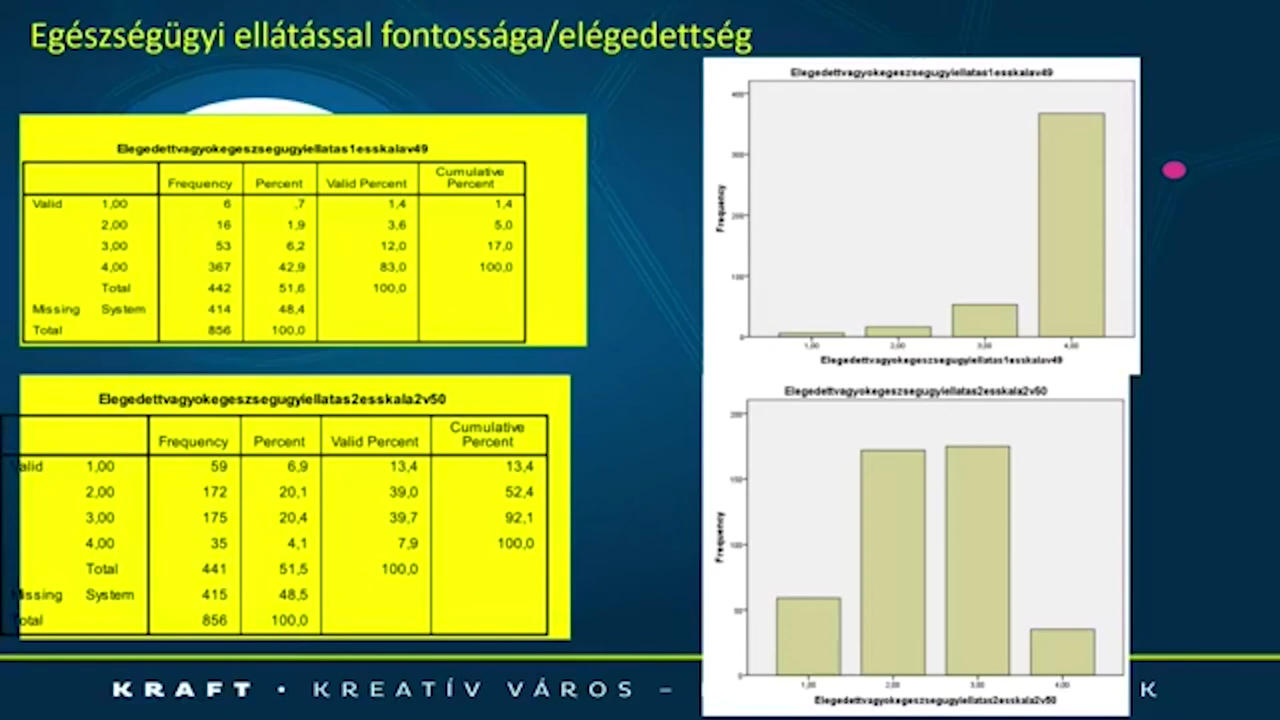 Egészségügyi ellátással fontossága/elégedettség
Elegedettvagyokegeszsegugyiellatas1esskalav49
Frequency Percent Valid Percent Cumulative Percent
Valid 1,00 6 ,7 1,4 1,4
2,00 16 1,9 3,6 5,0
3,00 53 6,2 12,0 17,0
4,00 367 42,9 83,0 100,0
Total 442 51,6 100,0
Missing System 414 48,4
Total 856 100,0
Elegedettvagyokegeszsegugyiellatas2esskala2v50
Frequency Percent Valid Percent Cumulative Percent
Valid 1,00 59 6,9 13,4 13,4
2,00 172 20,1 39,0 52,4
3,00 175 20,4 39,7 92,1
4,00 35 4,1 7,9 100,0
Total 441 51,5 100,0
Missing System 415 48,5
Total 856 100,0
Elegedettvagyokegeszsegugyiellatas1esskalav49
Frequency
400
300
200
100
0
1,00 2,00 3,00 4,00
Elegedettvagyokegeszsegugyiellatas1esskalav49
Elegedettvagyokegeszsegugyiellatas2esskala2v50
Frequency
200
150
100
50
0
1,00 2,00 3,00 4,00
Elegedettvagyokegeszsegugyiellatas2esskala2v50
KRAFT • KREATÍV VÁROS – K